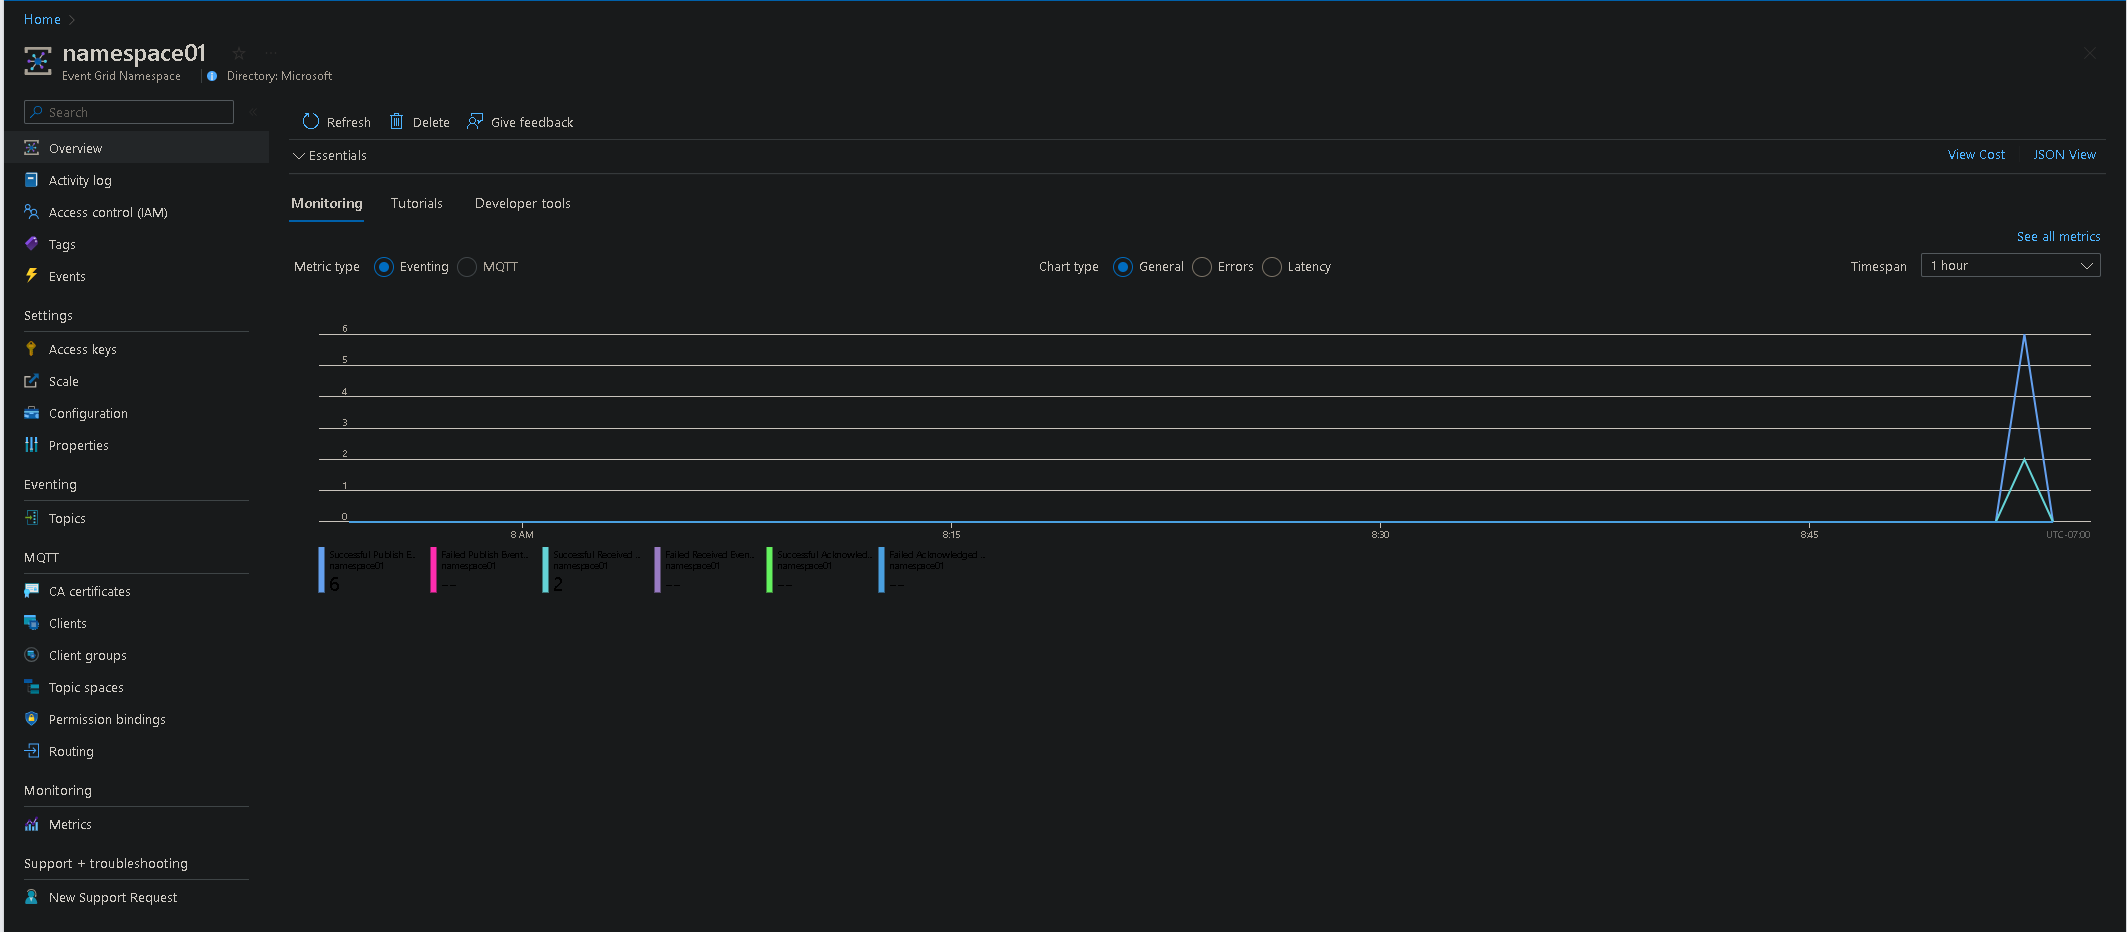 Home
namespace01
Event Grid Namespace
Directory: Microsoft
Search
Overview
Activity log
Access control (IAM)
Tags
Events
Settings
Access keys
Scale
Configuration
Properties
Eventing
Topics
MQTT
CA certificates
Clients
Client groups
Topic spaces
Permission bindings
Routing
Monitoring
Metrics
Support + troubleshooting
New Support Request
Refresh Delete Give feedback
Essentials View Cost JSON View
Monitoring Tutorials Developer tools
See all metrics
Metric type Eventing MQTT Chart type General Errors Latency Timespan 1 hour
6
5
4
3
2
1
0
8 AM 8:15 8:30 8:45 UTC-07:00
Successful Publish E...
namespace01
6
Failed Publish Event...
namespace01
--
Successful Received ...
namespace01
2
Failed Received Even...
namespace01
--
Successful Acknowled...
namespace01
--
Failed Acknowledged ...
namespace01
--